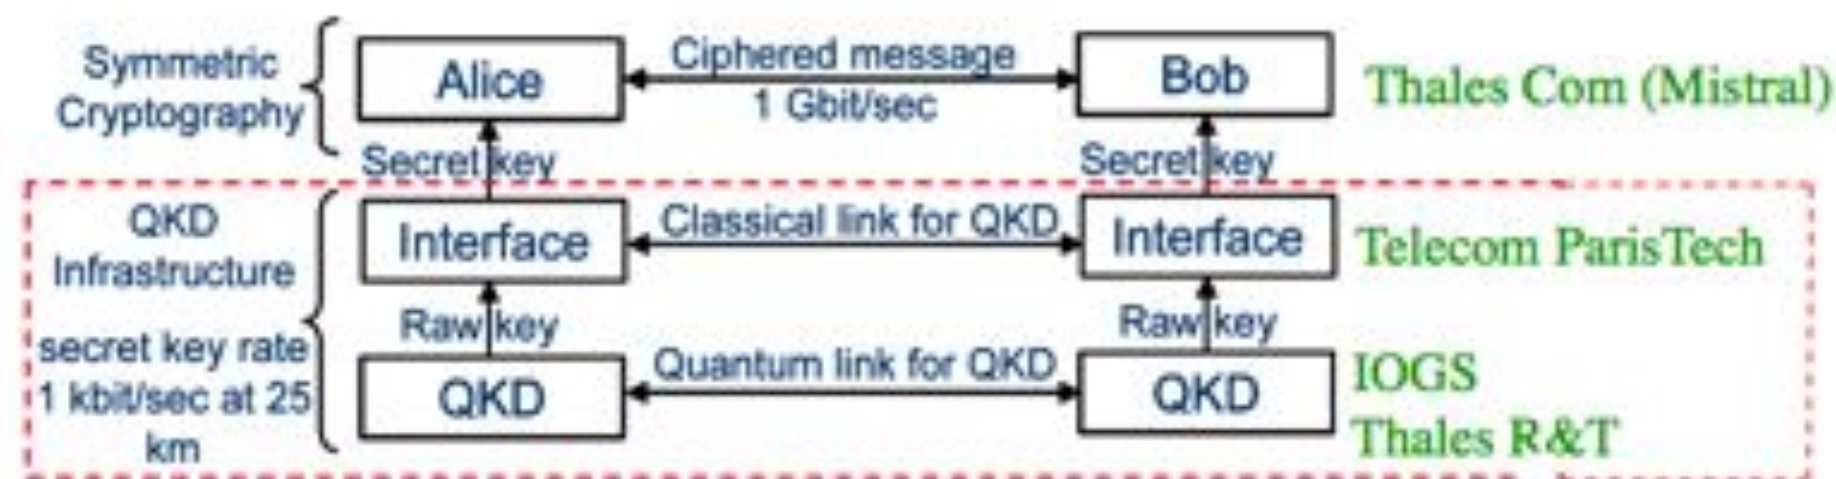 Symmetric
Cryptography
Alice
Ciphered message
1 Gbit/sec
Bob
Thales Com (Mistral)
Secret key
Secret key
QKD
Infrastructure
secret key rate
1 kbit/sec at 25
km
Interface
Classical link for QKD
Interface
Telecom ParisTech
Raw key
Raw key
QKD
Quantum link for QKD
QKD
IOGS
Thales R&T